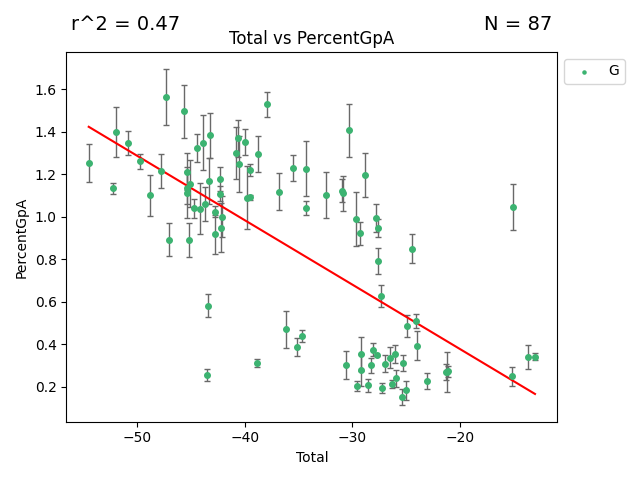 r^2 = 0.47
N = 87
Total vs PercentGpA
G
PercentGpA
1.6
1.4
1.2
1.0
0.8
0.6
0.4
0.2
−50
−40
−30
−20
Total